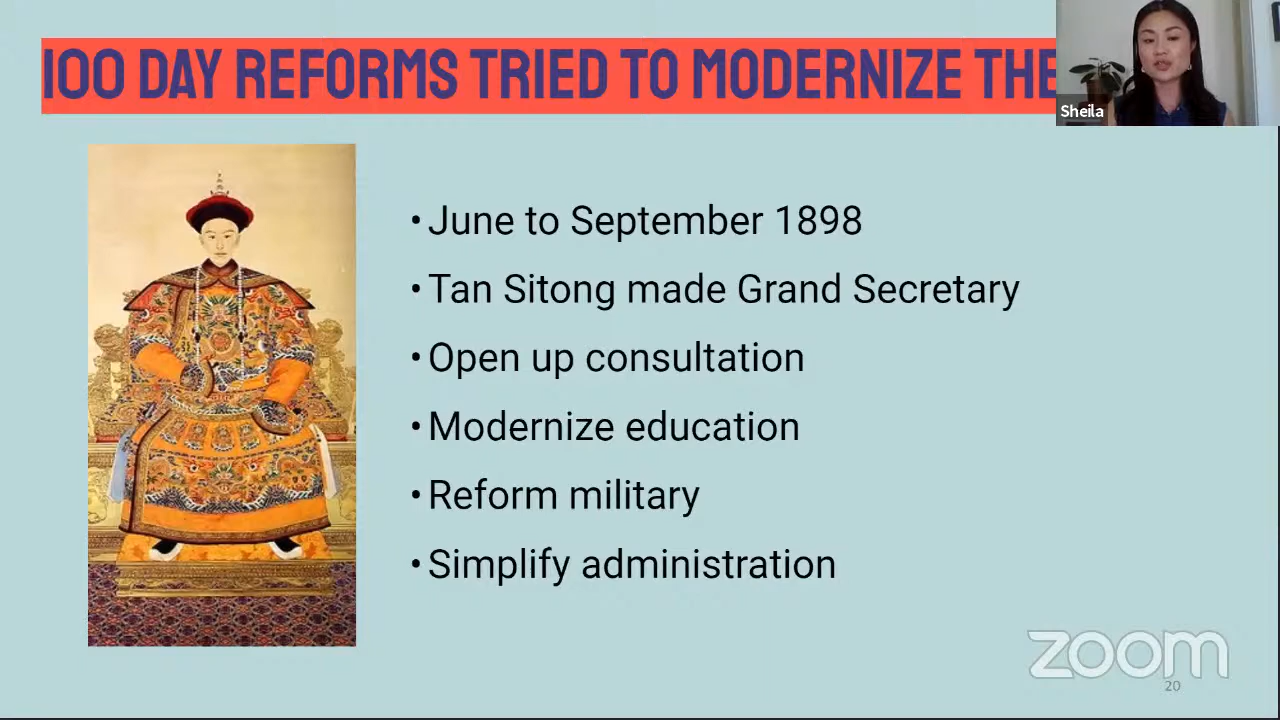 100 DAY REFORMS TRIED TO MODERNIZE THE
Sheila
•June to September 1898
•Tan Sitong made Grand Secretary
•Open up consultation
•Modernize education
•Reform military
•Simplify administration
zoom
20